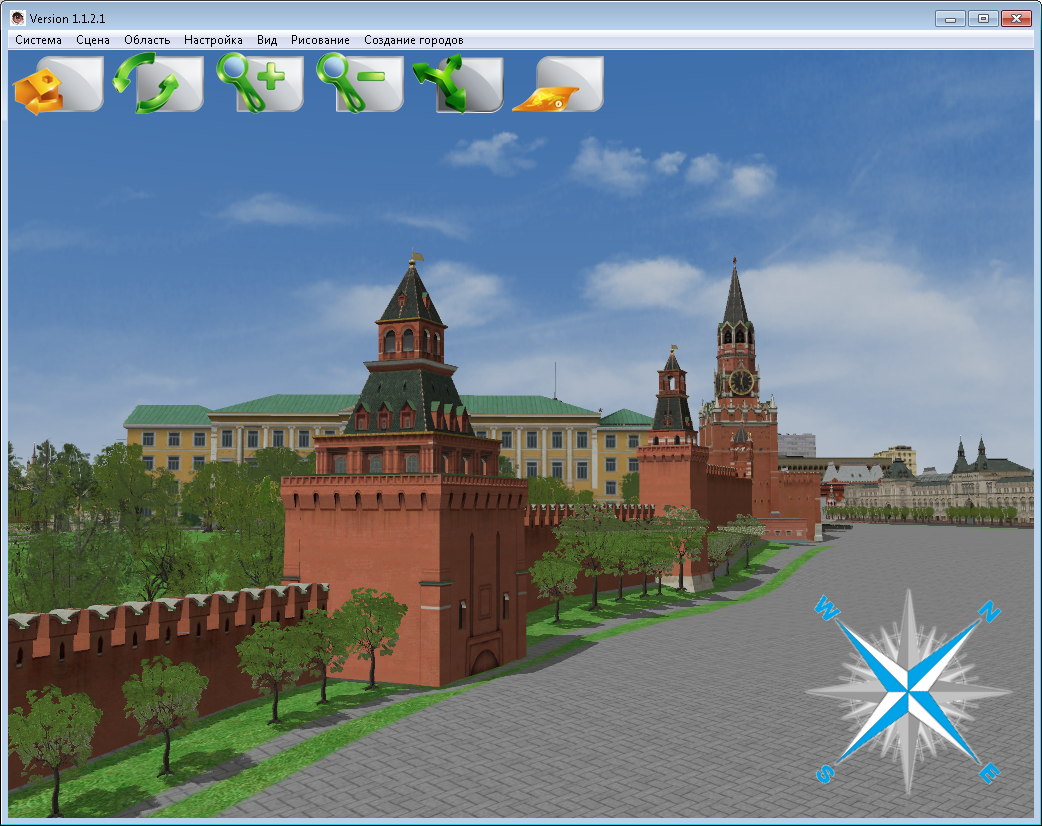 Version 1.1.2.1
Система Сцена Область Настройка Вид Рисование Создание городов
W N
S E